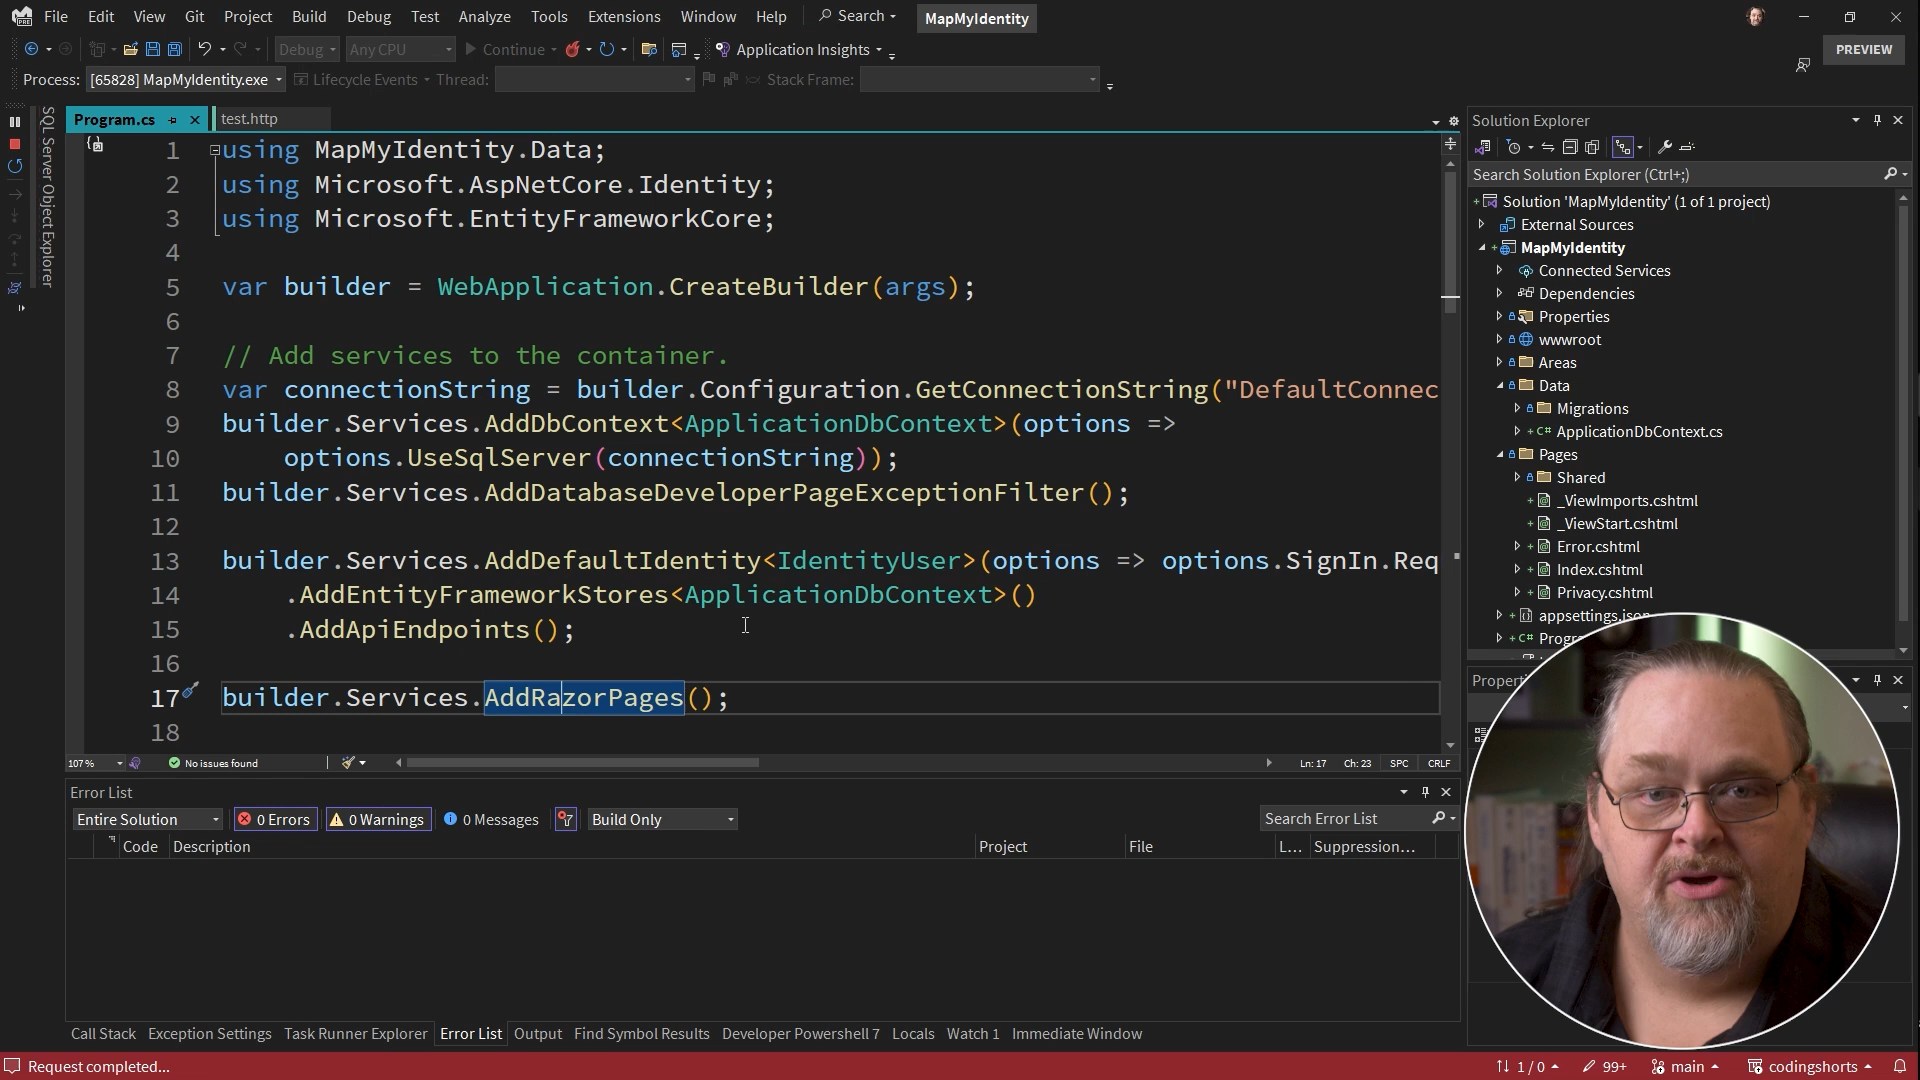 File Edit View Git Project Build Debug Test Analyze Tools Extensions Window Help Search MapMyIdentity
Debug Any CPU Continue Application Insights PREVIEW
Process: [65828] MapMyIdentity.exe Lifecycle Events Thread: Stack Frame:
SQL Server Object Explorer
Program.cs test.http
1 using MapMyIdentity.Data;
2 using Microsoft.AspNetCore.Identity;
3 using Microsoft.EntityFrameworkCore;
4
5 var builder = WebApplication.CreateBuilder(args);
6
7 // Add services to the container.
8 var connectionString = builder.Configuration.GetConnectionString("DefaultConnec
9 builder.Services.AddDbContext<ApplicationDbContext>(options =>
10 options.UseSqlServer(connectionString));
11 builder.Services.AddDatabaseDeveloperPageExceptionFilter();
12
13 builder.Services.AddDefaultIdentity<IdentityUser>(options => options.SignIn.Req
14 .AddEntityFrameworkStores<ApplicationDbContext>()
15 .AddApiEndpoints();
16
17 builder.Services.AddRazorPages();
18
107 % No issues found Ln: 17 Ch: 23 SPC CRLF
Error List
Entire Solution 0 Errors 0 Warnings 0 Messages Build Only Search Error List
Code Description Project File L... Suppression...
Call Stack Exception Settings Task Runner Explorer Error List Output Find Symbol Results Developer Powershell 7 Locals Watch 1 Immediate Window
Solution Explorer
Search Solution Explorer (Ctrl+;)
Solution 'MapMyIdentity' (1 of 1 project)
External Sources
MapMyIdentity
Connected Services
Dependencies
Properties
wwwroot
Areas
Data
Migrations
C# ApplicationDbContext.cs
Pages
Shared
_ViewImports.cshtml
_ViewStart.cshtml
Error.cshtml
Index.cshtml
Privacy.cshtml
appsettings.json
C# Progr
Properti
Request completed... 1 / 0 99+ main codingshorts